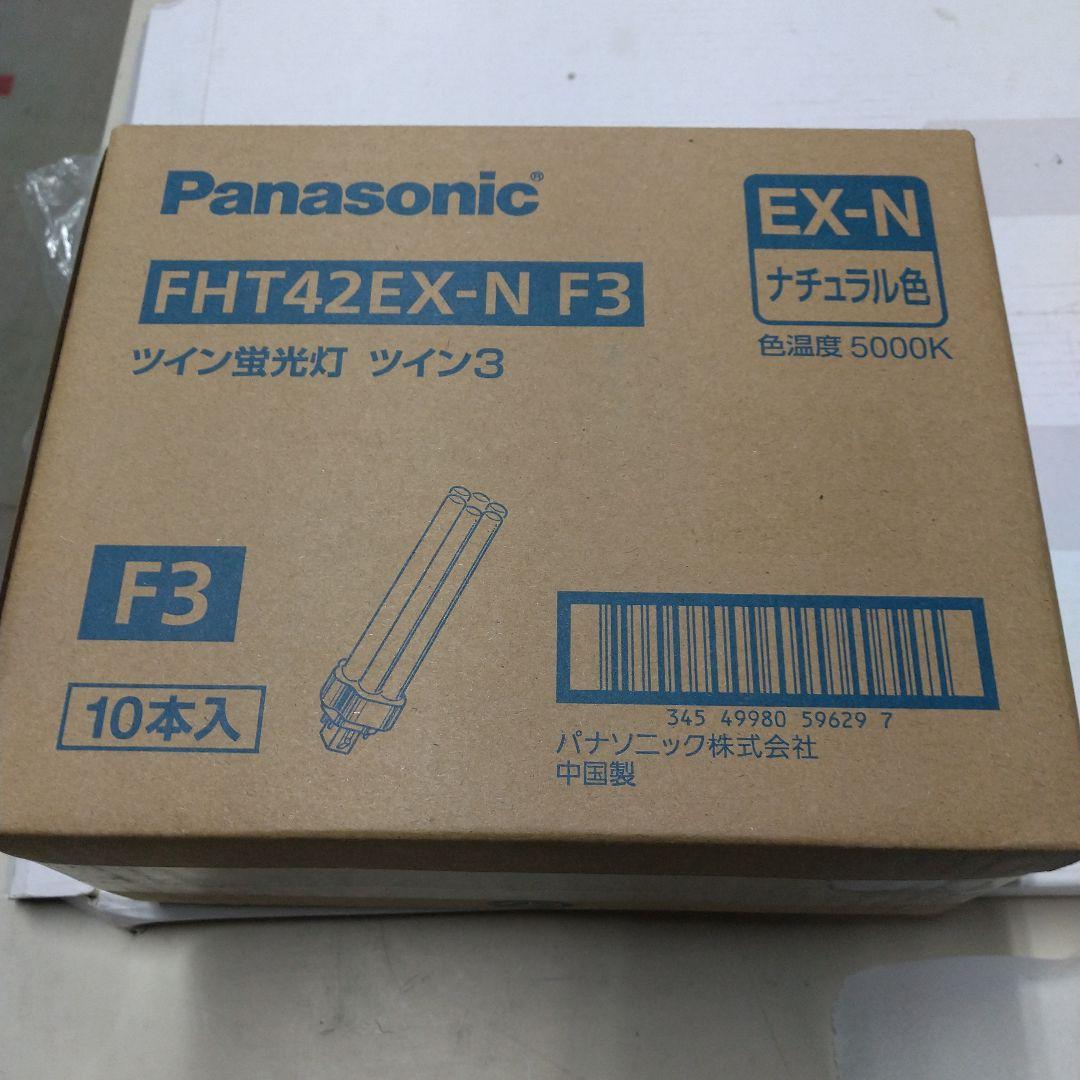 Panasonic®
FHT42EX-N F3
ツイン蛍光灯 ツイン3
EX-N
ナチュラル色
色温度 5000K
F3
10本入
345 49980 59629 7
パナソニック株式会社
中国製